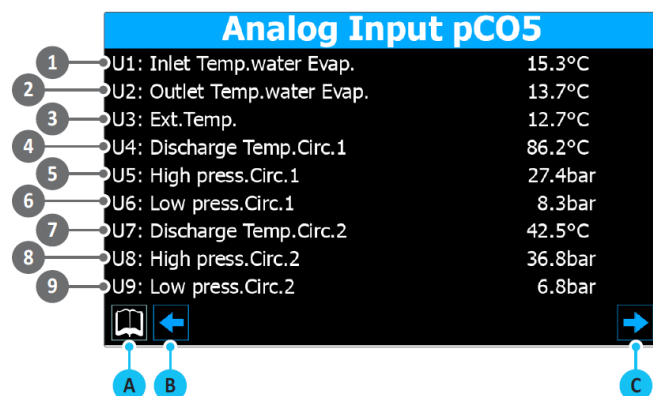 Analog Input pCO5
1 U1: Inlet Temp.water Evap. 15.3°C
2 U2: Outlet Temp.water Evap. 13.7°C
3 U3: Ext.Temp. 12.7°C
4 U4: Discharge Temp.Circ.1 86.2°C
5 U5: High press.Circ.1 27.4bar
6 U6: Low press.Circ.1 8.3bar
7 U7: Discharge Temp.Circ.2 42.5°C
8 U8: High press.Circ.2 36.8bar
9 U9: Low press.Circ.2 6.8bar
A B C